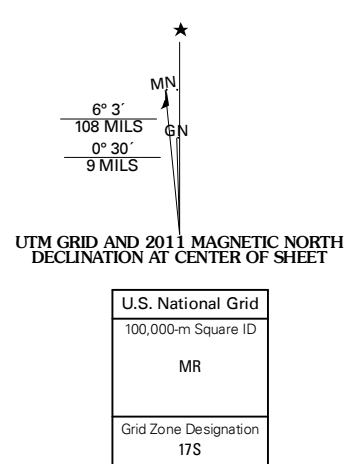 MN
6° 3´
108 MILS
GN
0° 30´
9 MILS
UTM GRID AND 2011 MAGNETIC NORTH
DECLINATION AT CENTER OF SHEET
U.S. National Grid
100,000-m Square ID
MR
Grid Zone Designation
17S